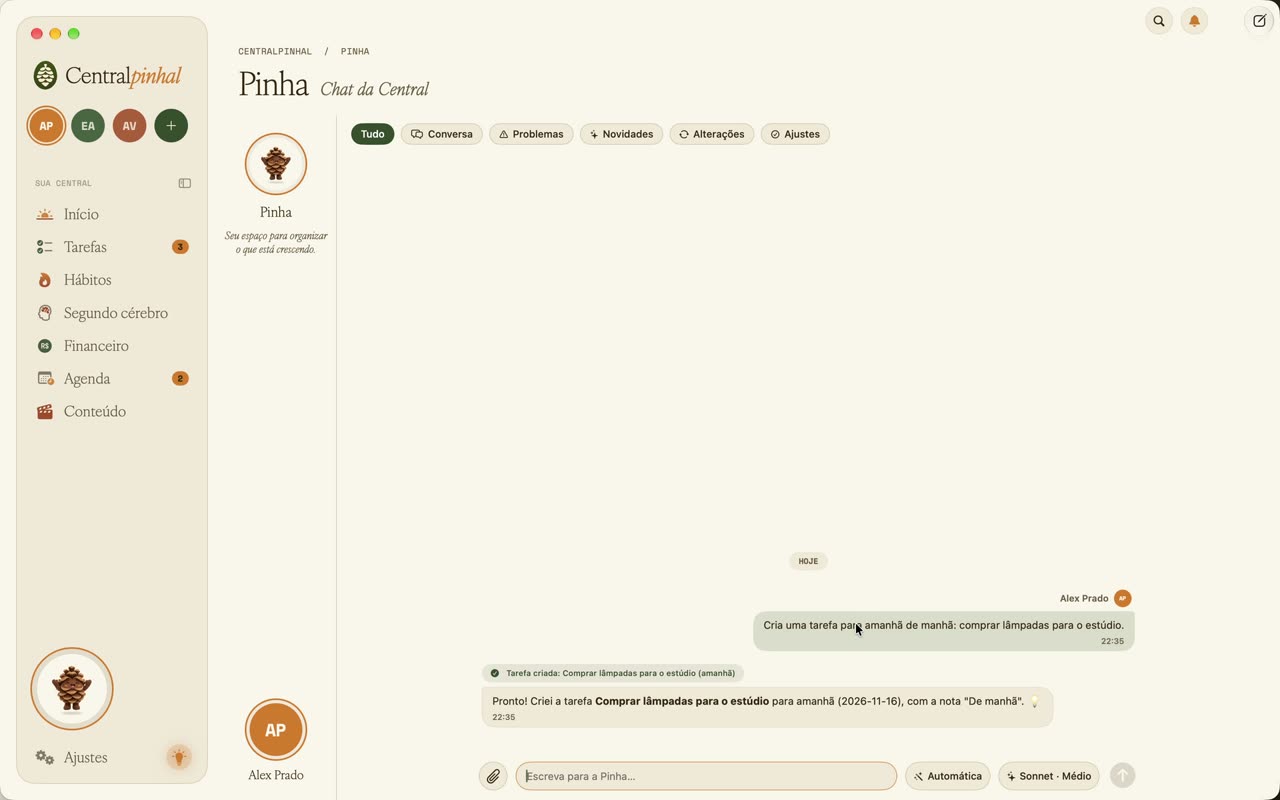 CENTRALPINHAL / PINHA
Centralpinhal
Pinha Chat da Central
AP EA AV +
SUA CENTRAL
Início
Tarefas 3
Hábitos
Segundo cérebro
R$ Financeiro
Agenda 2
Conteúdo
Ajustes
Pinha
Seu espaço para organizar
o que está crescendo.
AP
Alex Prado
Tudo Conversa Problemas Novidades Alterações Ajustes
HOJE
Alex Prado AP
Cria uma tarefa para amanhã de manhã: comprar lâmpadas para o estúdio.
22:35
Tarefa criada: Comprar lâmpadas para o estúdio (amanhã)
Pronto! Criei a tarefa Comprar lâmpadas para o estúdio para amanhã (2026-11-16), com a nota "De manhã". 💡
22:35
Escreva para a Pinha...
Automática
Sonnet · Médio